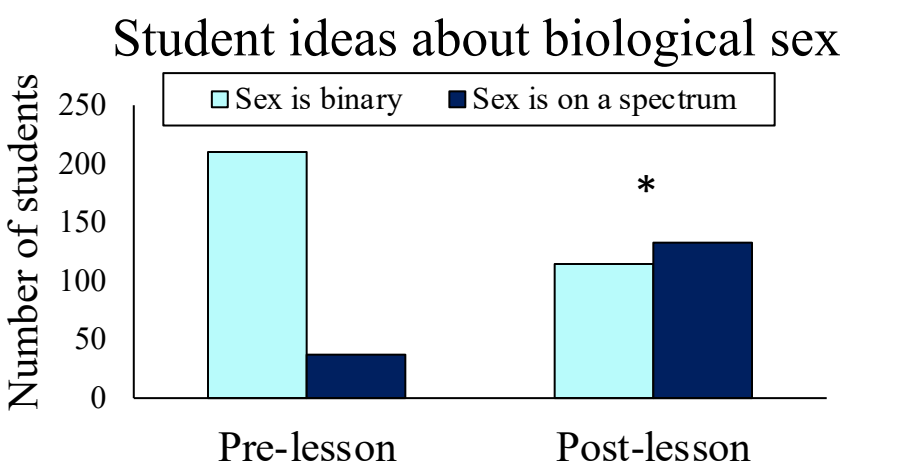 Student ideas about biological sex
Sex is binary
Sex is on a spectrum
Number of students
250
200
150
100
50
0
*
Pre-lesson
Post-lesson